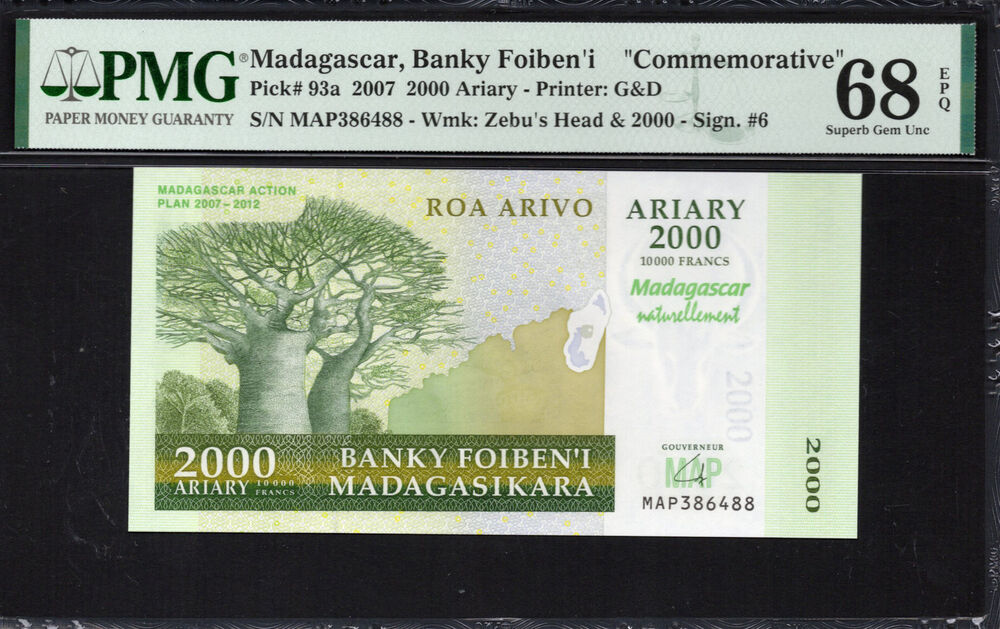 PMG®
PAPER MONEY GUARANTY
Madagascar, Banky Foiben'i "Commemorative"
Pick# 93a 2007 2000 Ariary - Printer: G&D
S/N MAP386488 - Wmk: Zebu's Head & 2000 - Sign. #6
68
EPQ
Superb Gem Unc
MADAGASCAR ACTION
PLAN 2007-2012
ROA ARIVO
ARIARY
2000
10000 FRANCS
Madagascar
naturellement
2000
2000
ARIARY 10000 FRANCS
BANKY FOIBEN'I
MADAGASIKARA
GOUVERNEUR
MAP
MAP386488
2000